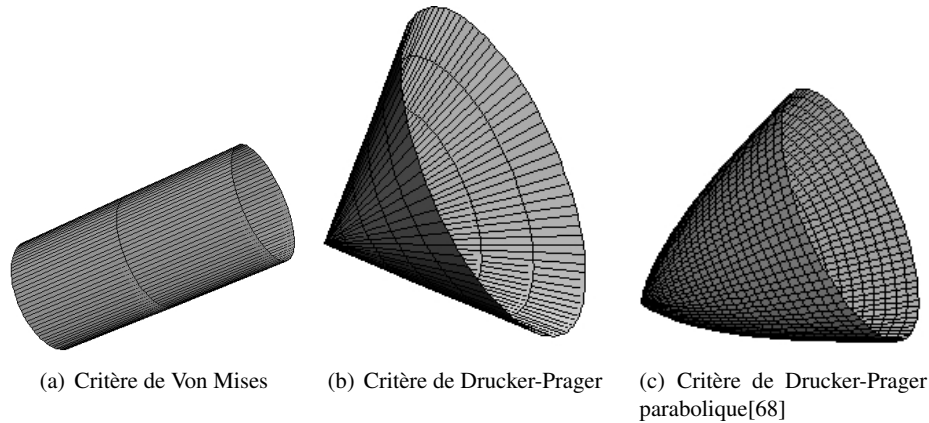 (a) Critère de Von Mises
(b) Critère de Drucker-Prager
(c) Critère de Drucker-Prager
parabolique[68]